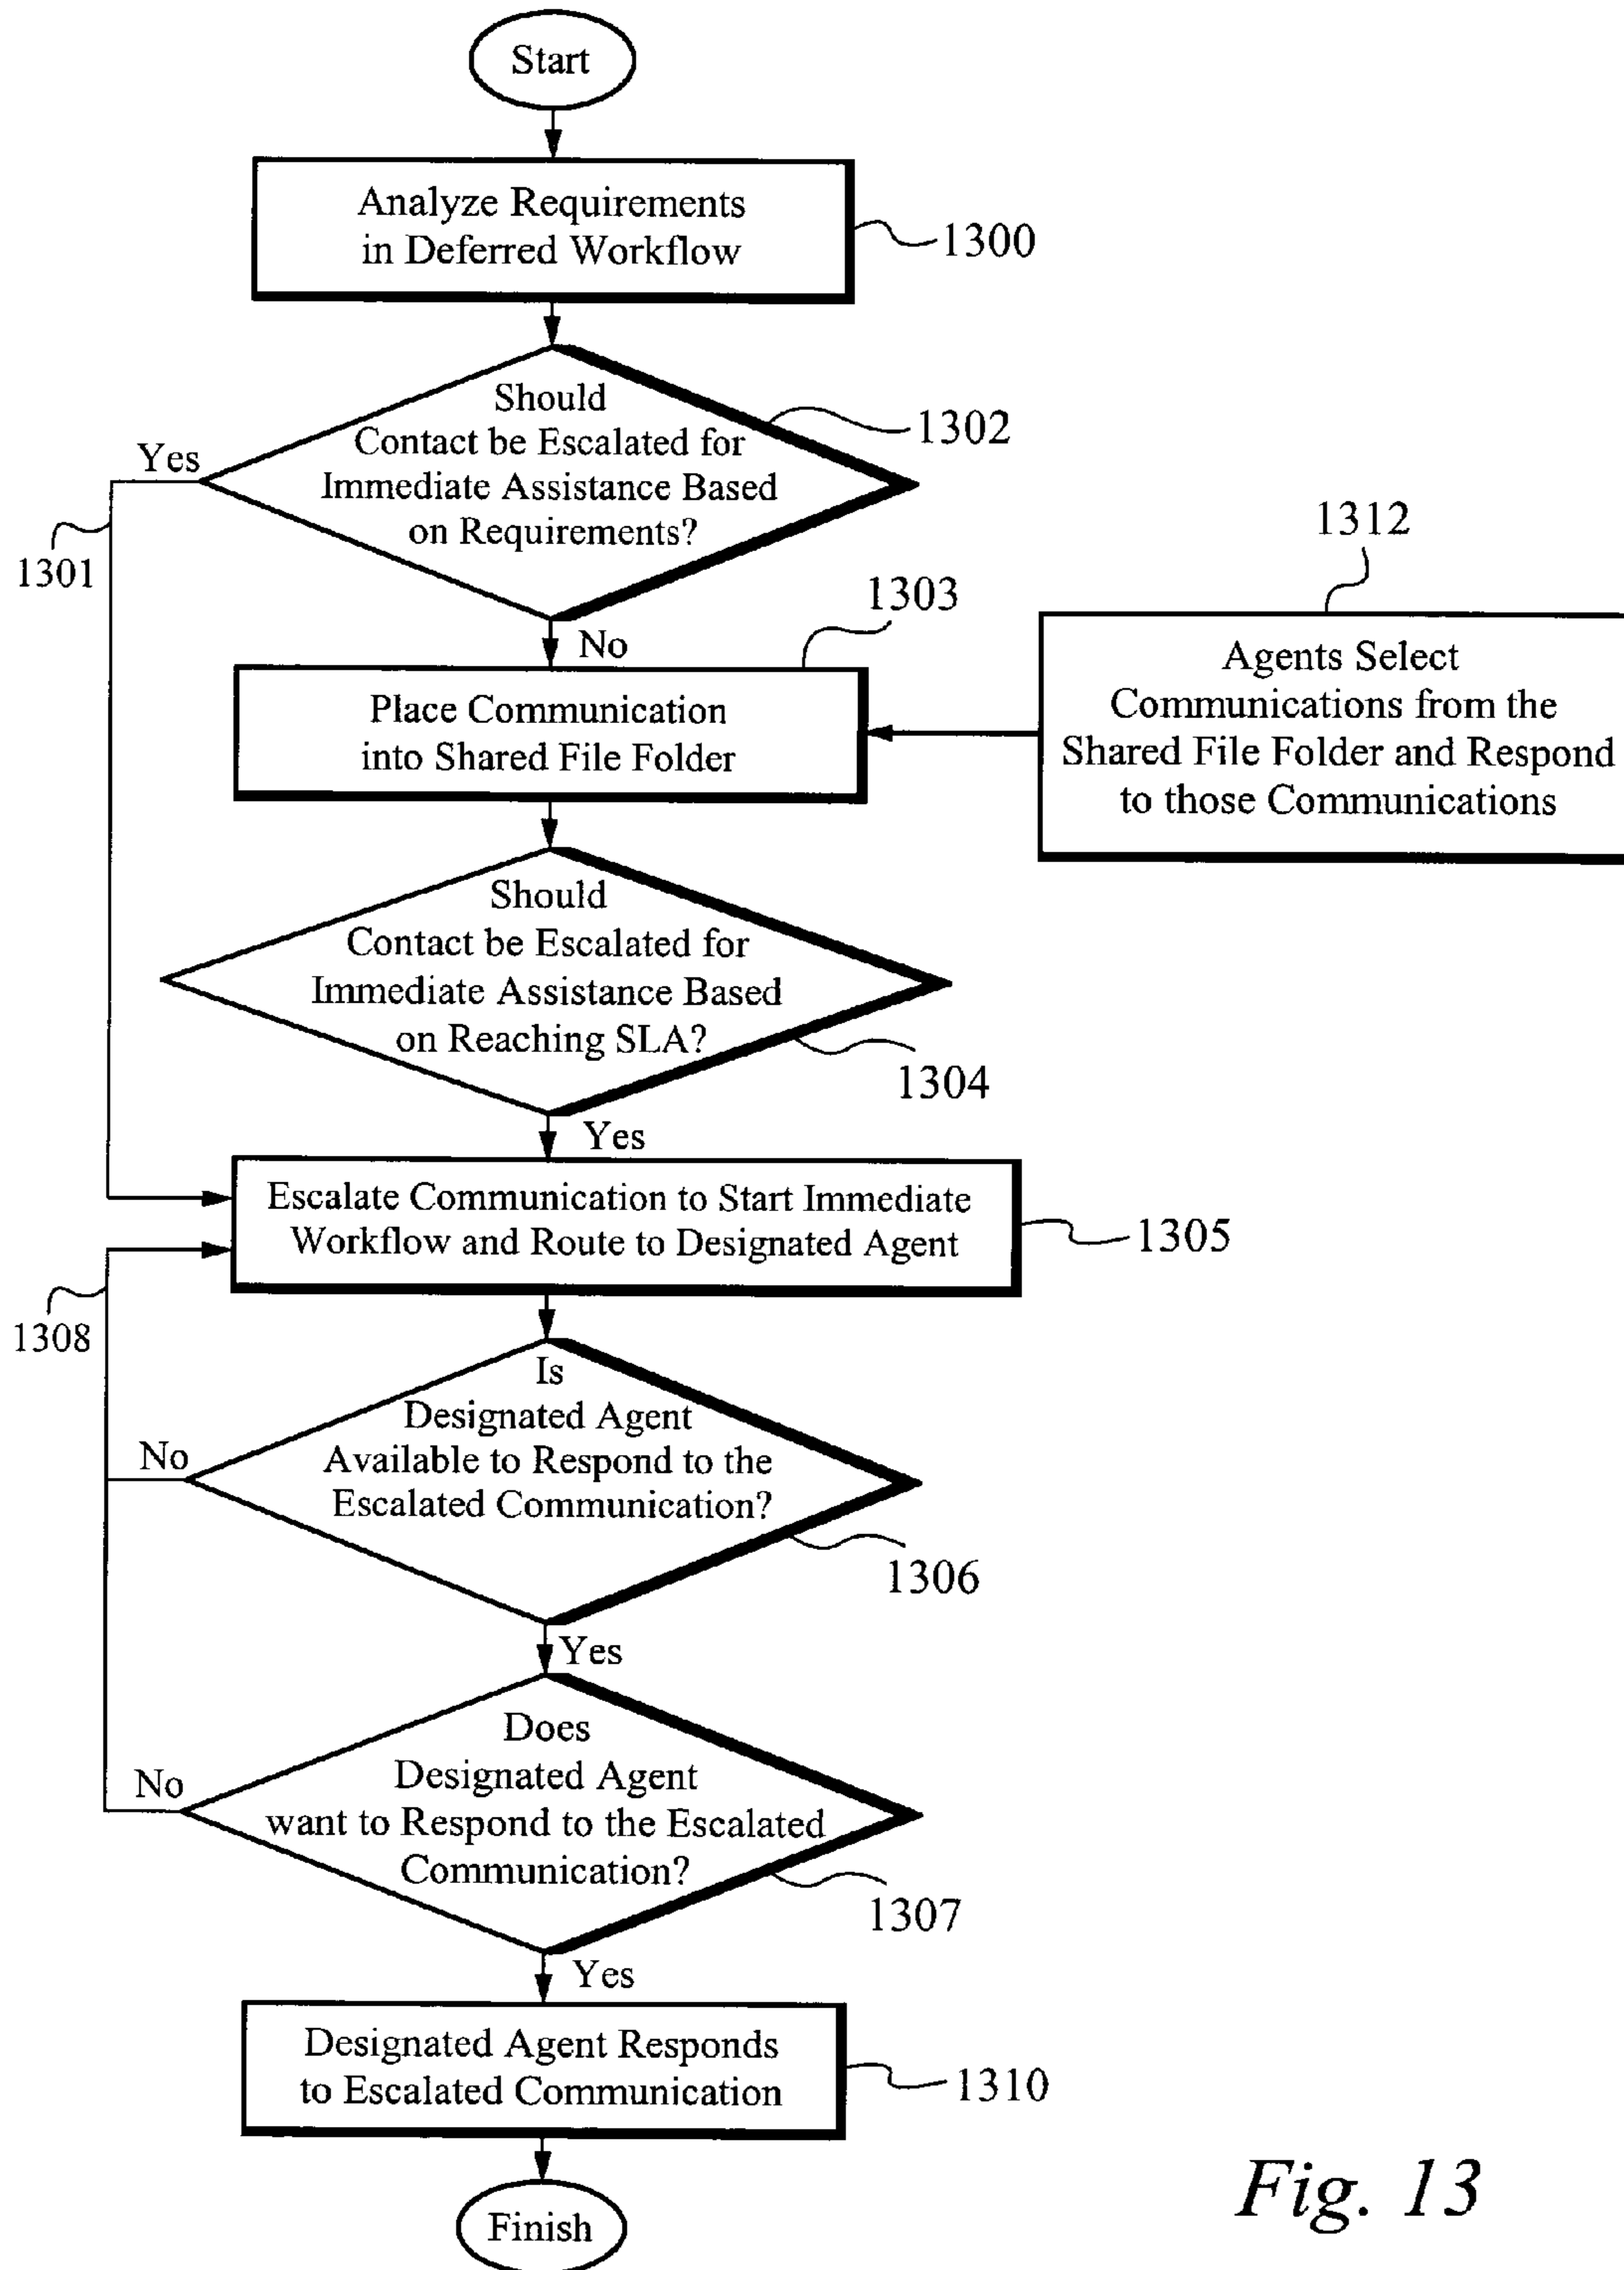 Start
Analyze Requirements
in Deferred Workflow
1300
Should
Contact be Escalated for
Immediate Assistance Based
on Requirements?
1302
Yes
1301
No
1303
Place Communication
into Shared File Folder
1312
Agents Select
Communications from the
Shared File Folder and Respond
to those Communications
Should
Contact be Escalated for
Immediate Assistance Based
on Reaching SLA?
1304
Yes
Escalate Communication to Start Immediate
Workflow and Route to Designated Agent
1305
1308
Is
Designated Agent
Available to Respond to the
Escalated Communication?
No
1306
Yes
Does
Designated Agent
want to Respond to the Escalated
Communication?
No
1307
Yes
Designated Agent Responds
to Escalated Communication
1310
Finish
Fig. 13